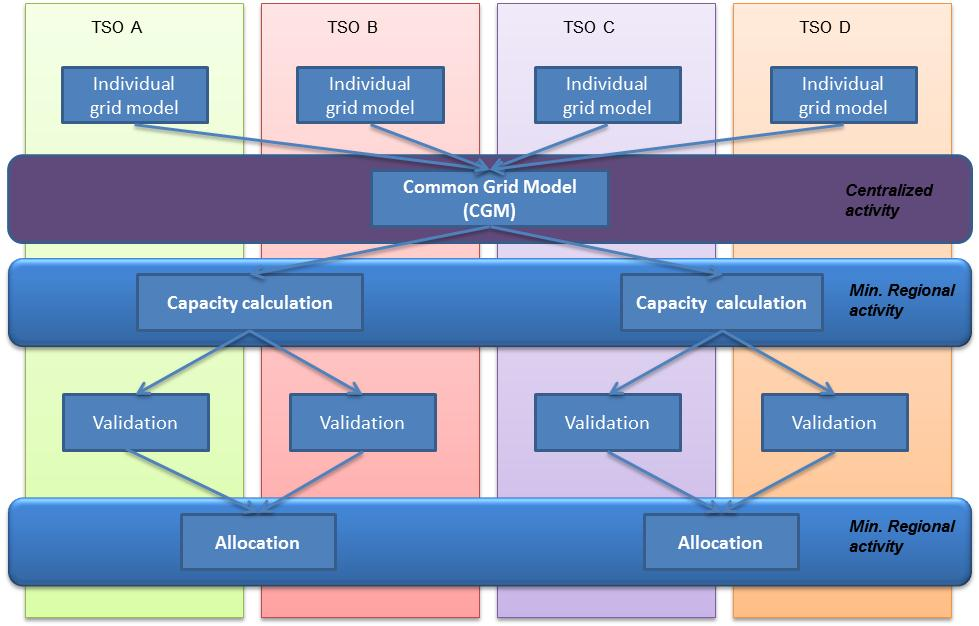 TSO A
TSO B
TSO C
TSO D
Individual
grid model
Individual
grid model
Individual
grid model
Individual
grid model
Common Grid Model
(CGM)
Centralized
activity
Capacity calculation
Capacity calculation
Min. Regional
activity
Validation
Validation
Validation
Validation
Allocation
Allocation
Min. Regional
activity